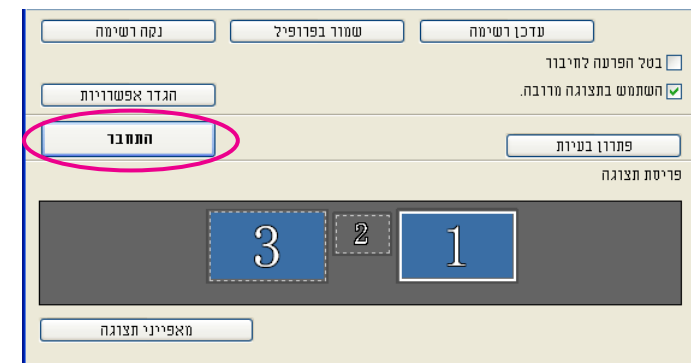 עדכן רשימה שמור בפרופיל נקה רשימה
בטל הפרעה לחיבור
השתמש בתצוגה מרובה.
הגדר אפשרויות
התחבר
פתרון בעיות
פריסת תצוגה
1 2 3
מאפייני תצוגה